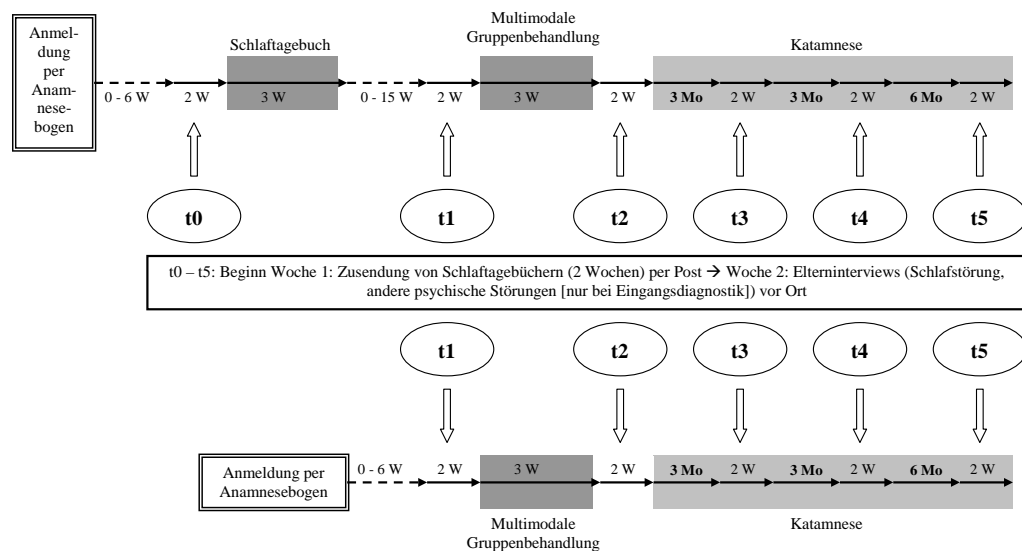 Anmel-
dung
per
Anam-
nese-
bogen
Schlaftagebuch
Multimodale
Gruppenbehandlung
Katamnese
0 - 6 W
2 W
3 W
0 - 15 W
2 W
3 W
2 W
3 Mo
2 W
3 Mo
2 W
6 Mo
2 W
t0
t1
t2
t3
t4
t5
t0 – t5: Beginn Woche 1: Zusendung von Schlaftagebüchern (2 Wochen) per Post → Woche 2: Elterninterviews (Schlafstörung,
andere psychische Störungen [nur bei Eingangsdiagnostik]) vor Ort
t1
t2
t3
t4
t5
Anmeldung per
Anamnesebogen
0 - 6 W
2 W
3 W
2 W
3 Mo
2 W
3 Mo
2 W
6 Mo
2 W
Multimodale
Gruppenbehandlung
Katamnese